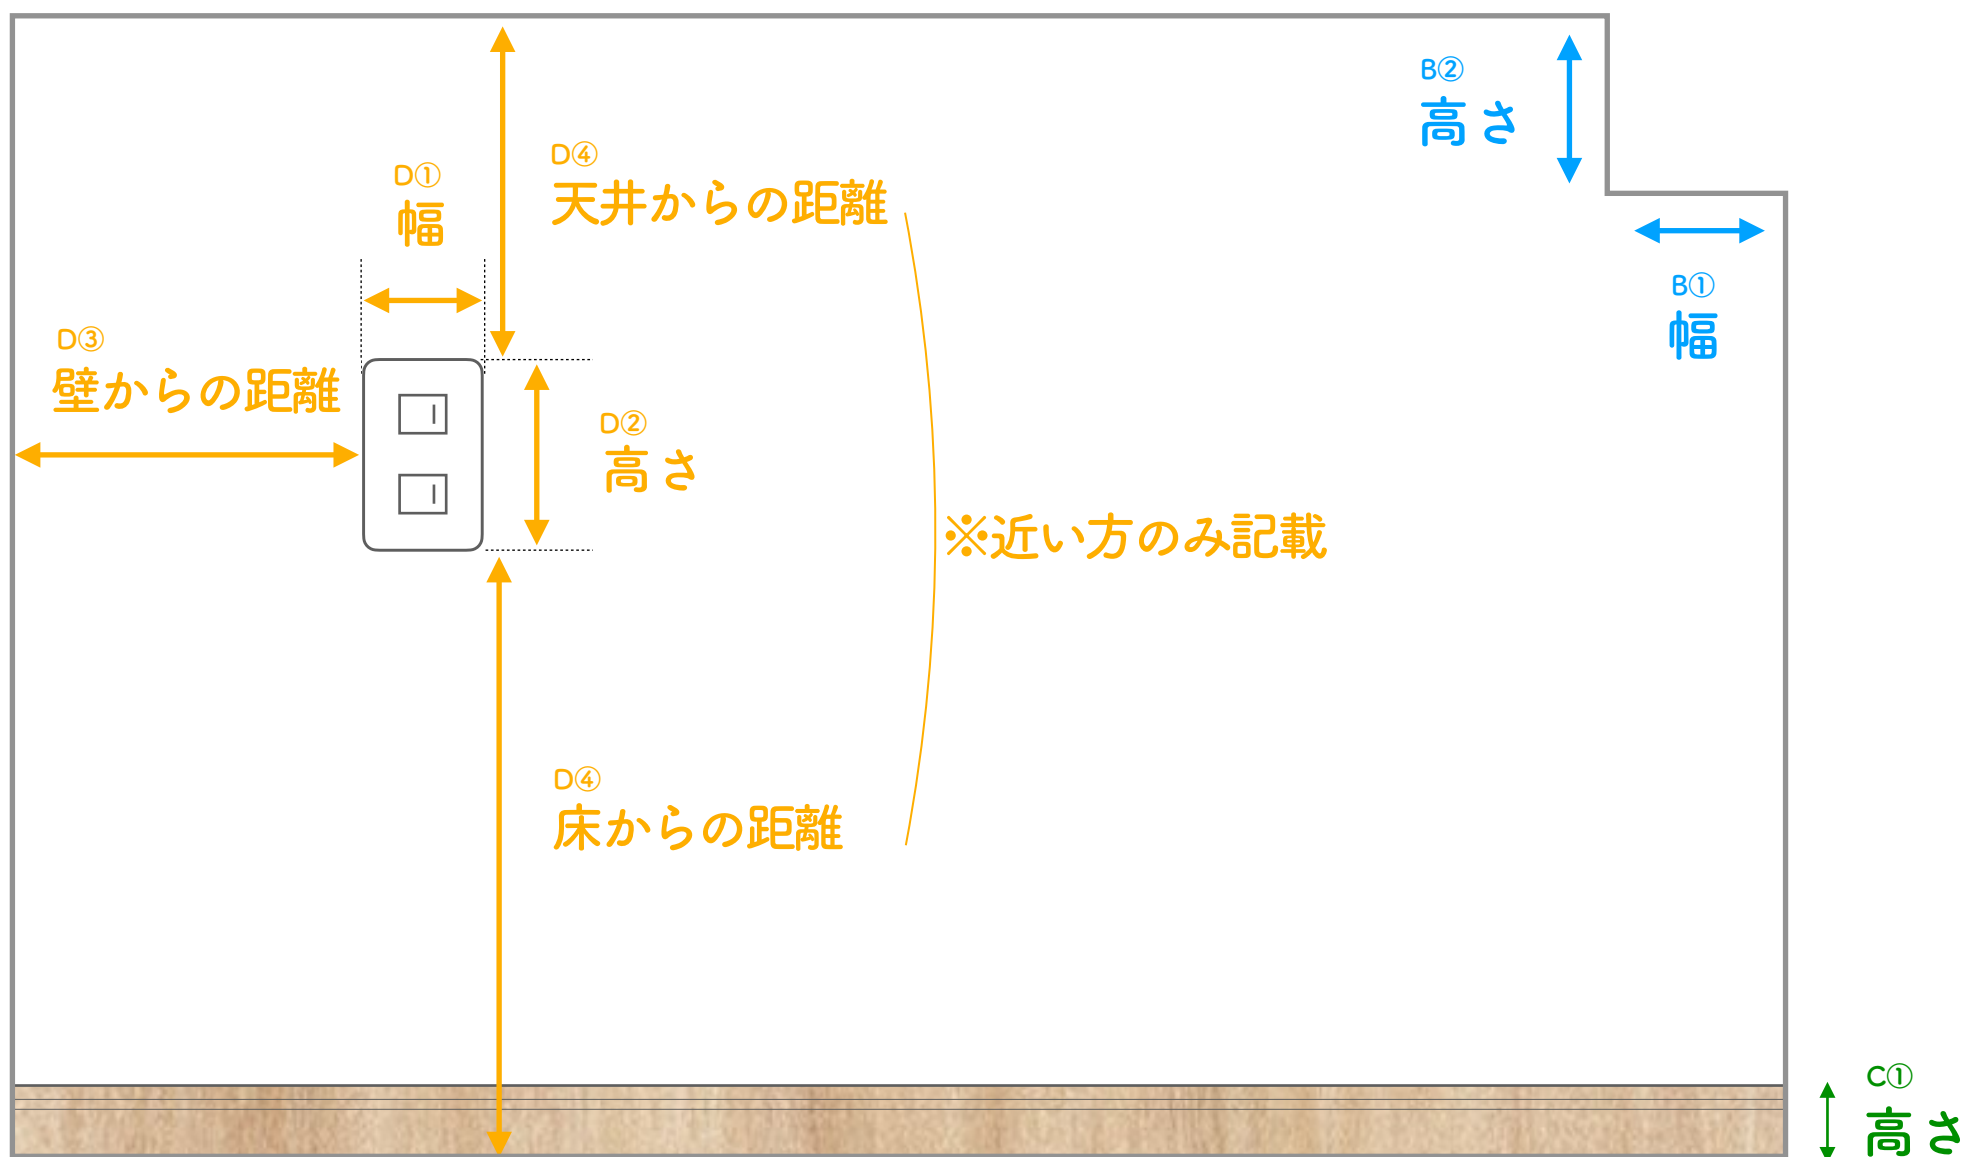 B②
高さ
D④
天井からの距離
D①
幅
B①
幅
D③
壁からの距離
D②
高さ
※近い方のみ記載
D④
床からの距離
C①
高さ